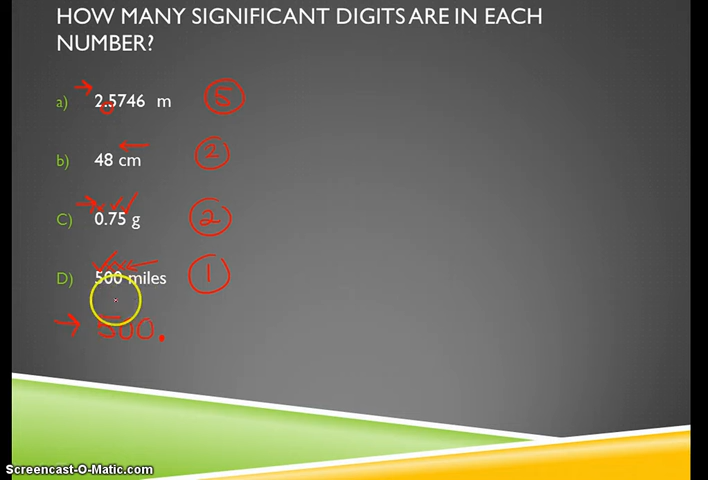 HOW MANY SIGNIFICANT DIGITS ARE IN EACH
NUMBER?
a) 2.5746 m 5
b) 48 cm 2
C) 0.75 g 2
D) 500 miles 1
500.
Screencast-O-Matic.com